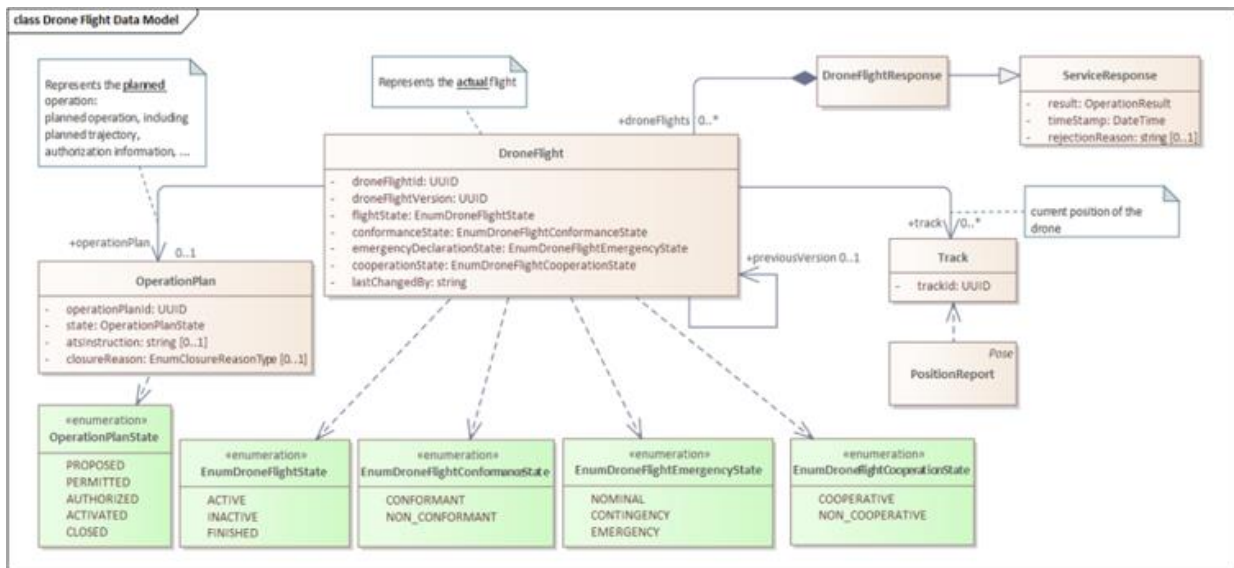 class Drone Flight Data Model
Represents the planned
operation:
planned operation, including
planned trajectory,
authorization information, ...
Represents the actual flight
DroneFlightResponse
ServiceResponse
- result: OperationResult
- timeStamp: DateTime
- rejectionReason: string [0..1]
+droneFlights 0..*
DroneFlight
- droneFlightId: UUID
- droneFlightVersion: UUID
- flightState: EnumDroneFlightState
- conformanceState: EnumDroneFlightConformanceState
- emergencyDeclarationState: EnumDroneFlightEmergencyState
- cooperationState: EnumDroneFlightCooperationState
- lastChangedBy: string
+operationPlan
0..1
+track 0..*
current position of the
drone
+previousVersion 0..1
OperationPlan
- operationPlanId: UUID
- state: OperationPlanState
- atsInstruction: string [0..1]
- closureReason: EnumClosureReasonType [0..1]
Track
- trackId: UUID
Pose
PositionReport
«enumeration»
OperationPlanState
PROPOSED
PERMITTED
AUTHORIZED
ACTIVATED
CLOSED
«enumeration»
EnumDroneFlightState
ACTIVE
INACTIVE
FINISHED
«enumeration»
EnumDroneFlightConformanceState
CONFORMANT
NON_CONFORMANT
«enumeration»
EnumDroneFlightEmergencyState
NOMINAL
CONTINGENCY
EMERGENCY
«enumeration»
EnumDroneFlightCooperationState
COOPERATIVE
NON_COOPERATIVE